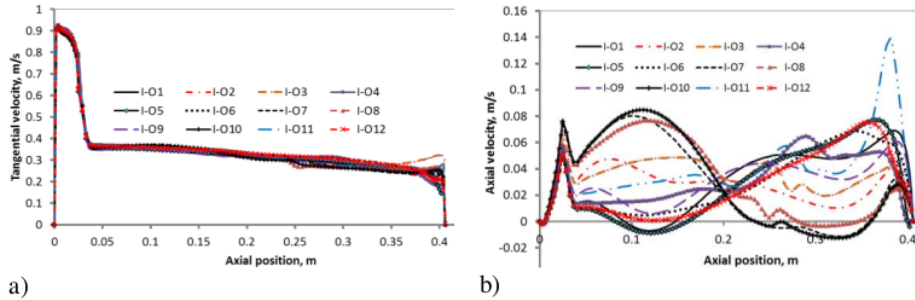 1
0.9
0.8
0.7
0.6
0.5
0.4
0.3
0.2
0.1
0
Tangential velocity, m/s
I-O1 I-O2 I-O3 I-O4
I-O5 I-O6 I-O7 I-O8
I-O9 I-O10 I-O11 I-O12
0 0.05 0.1 0.15 0.2 0.25 0.3 0.35 0.4
Axial position, m
a)
0.16
0.14
0.12
0.10
0.08
0.06
0.04
0.02
0
-0.02
Axial velocity, m/s
I-O1 I-O2 I-O3 I-O4
I-O5 I-O6 I-O7 I-O8
I-O9 I-O10 I-O11 I-O12
0 0.1 0.2 0.3 0.4
Axial position, m
b)